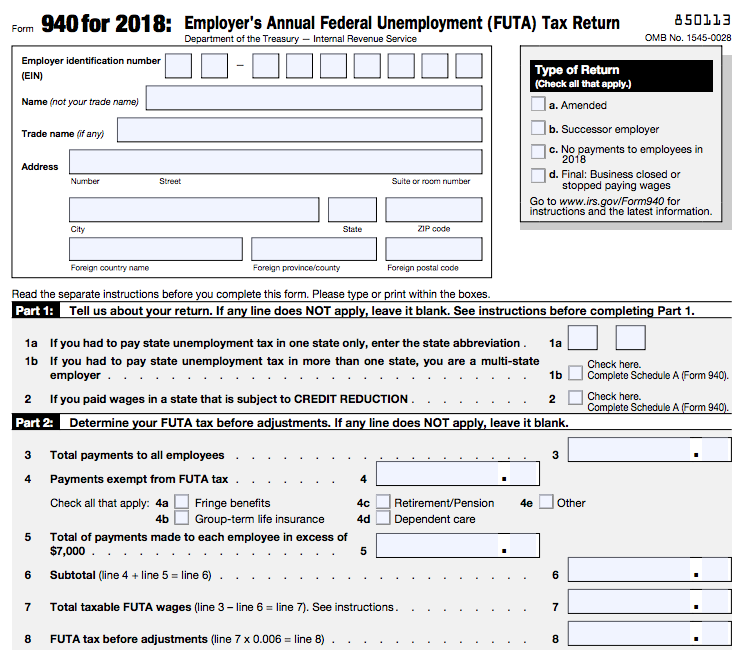 Form 940 for 2018: Employer's Annual Federal Unemployment (FUTA) Tax Return
Department of the Treasury — Internal Revenue Service
850113
OMB No. 1545-0028
Employer identification number
(EIN)
–
Name (not your trade name)
Trade name (if any)
Address
Number Street Suite or room number
City State ZIP code
Foreign country name Foreign province/county Foreign postal code
Type of Return
(Check all that apply.)
a. Amended
b. Successor employer
c. No payments to employees in
2018
d. Final: Business closed or
stopped paying wages
Go to www.irs.gov/Form940 for
instructions and the latest information.
Read the separate instructions before you complete this form. Please type or print within the boxes.
Part 1: Tell us about your return. If any line does NOT apply, leave it blank. See instructions before completing Part 1.
1a If you had to pay state unemployment tax in one state only, enter the state abbreviation . 1a
1b If you had to pay state unemployment tax in more than one state, you are a multi-state
employer . . . . . . . . . . . . . . . . . . . . . . . . . 1b Check here.
Complete Schedule A (Form 940).
2 If you paid wages in a state that is subject to CREDIT REDUCTION . . . . . . . 2 Check here.
Complete Schedule A (Form 940).
Part 2: Determine your FUTA tax before adjustments. If any line does NOT apply, leave it blank.
3 Total payments to all employees . . . . . . . . . . . . . . . . . 3 .
4 Payments exempt from FUTA tax . . . . . . . 4 .
Check all that apply: 4a Fringe benefits 4c Retirement/Pension 4e Other
4b Group-term life insurance 4d Dependent care
5 Total of payments made to each employee in excess of
$7,000 . . . . . . . . . . . . . . 5 .
6 Subtotal (line 4 + line 5 = line 6) . . . . . . . . . . . . . . . . . 6 .
7 Total taxable FUTA wages (line 3 – line 6 = line 7). See instructions . . . . . . . 7 .
8 FUTA tax before adjustments (line 7 x 0.006 = line 8) . . . . . . . . . . . 8 .